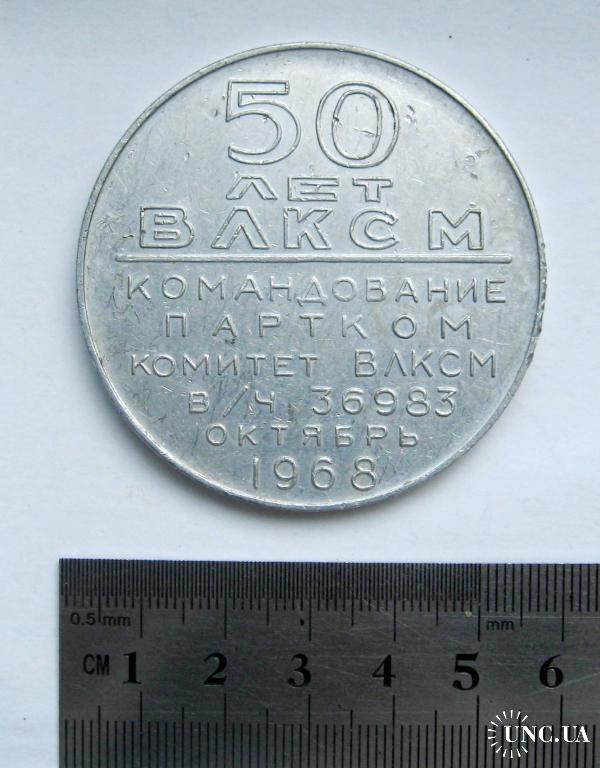 50
ЛЕТ
ВЛКСМ
КОМАНДОВАНИЕ
ПАРТКОМ
КОМИТЕТ ВЛКСМ
В/Ч 36983
ОКТЯБРЬ
1968
0.5mm
mm
CM 1 2 3 4 5 6
UNC.UA